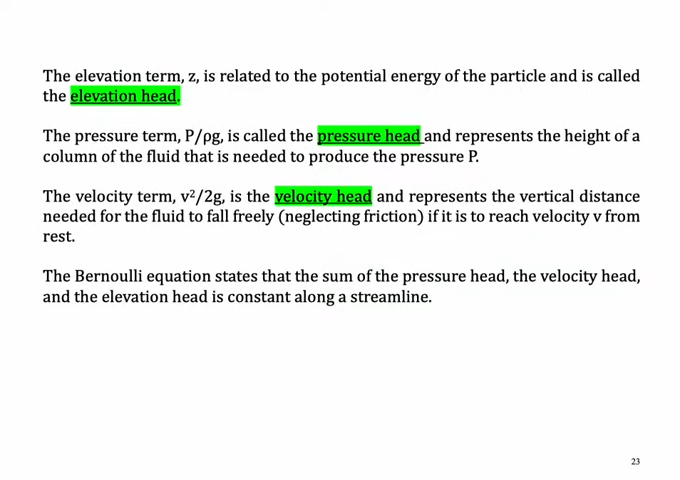 The elevation term, z, is related to the potential energy of the particle and is called
the elevation head.
The pressure term, P/ρg, is called the pressure head and represents the height of a
column of the fluid that is needed to produce the pressure P.
The velocity term, v²/2g, is the velocity head and represents the vertical distance
needed for the fluid to fall freely (neglecting friction) if it is to reach velocity v from
rest.
The Bernoulli equation states that the sum of the pressure head, the velocity head,
and the elevation head is constant along a streamline.
23